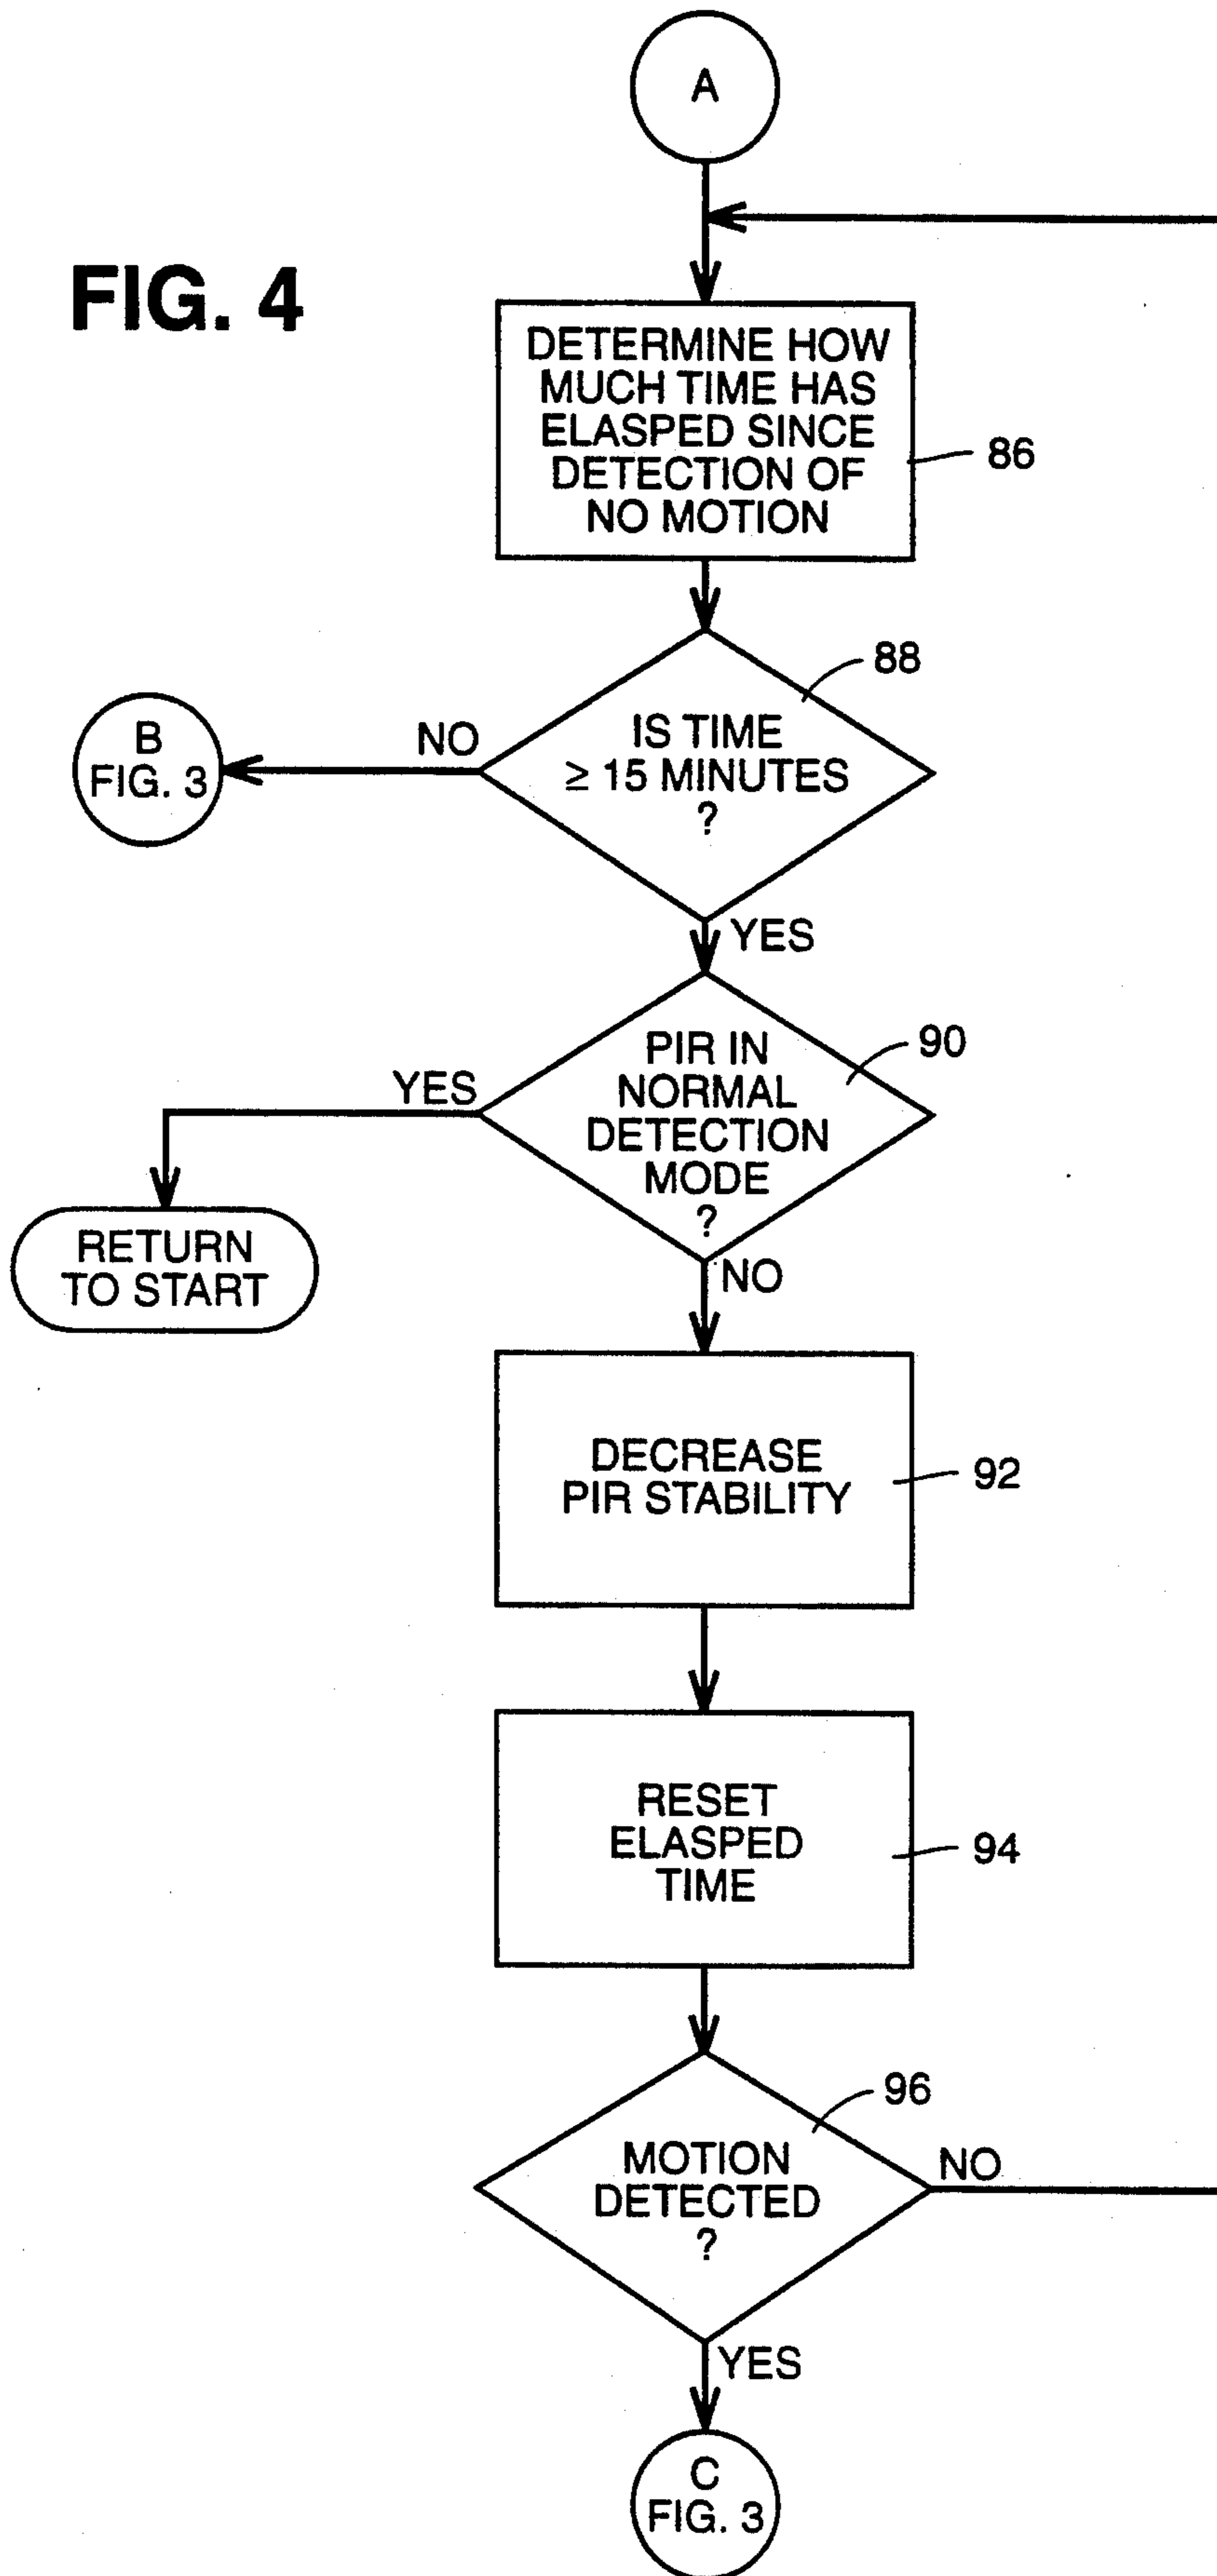 A
FIG. 4
DETERMINE HOW
MUCH TIME HAS
ELASPED SINCE
DETECTION OF
NO MOTION
86
88
IS TIME
≥ 15 MINUTES
?
NO
B
FIG. 3
YES
90
PIR IN
NORMAL
DETECTION
MODE
?
YES
RETURN
TO START
NO
DECREASE
PIR STABILITY
92
RESET
ELASPED
TIME
94
96
MOTION
DETECTED
?
NO
YES
C
FIG. 3